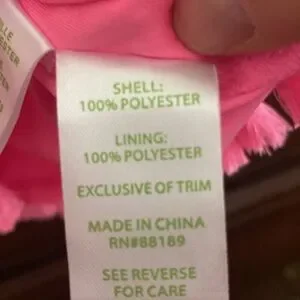 SHELL:
100% POLYESTER
LINING:
100% POLYESTER
EXCLUSIVE OF TRIM
MADE IN CHINA
RN#88189
SEE REVERSE
FOR CARE